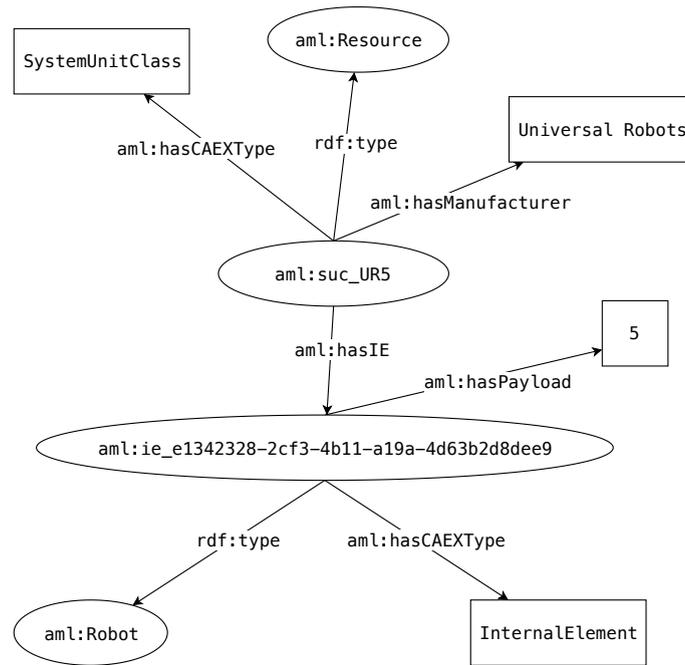 aml:Resource
SystemUnitClass
Universal Robots
rdf:type
aml:hasCAEXType
aml:hasManufacturer
aml:suc_UR5
5
aml:hasIE
aml:hasPayload
aml:ie_e1342328-2cf3-4b11-a19a-4d63b2d8dee9
rdf:type
aml:hasCAEXType
aml:Robot
InternalElement